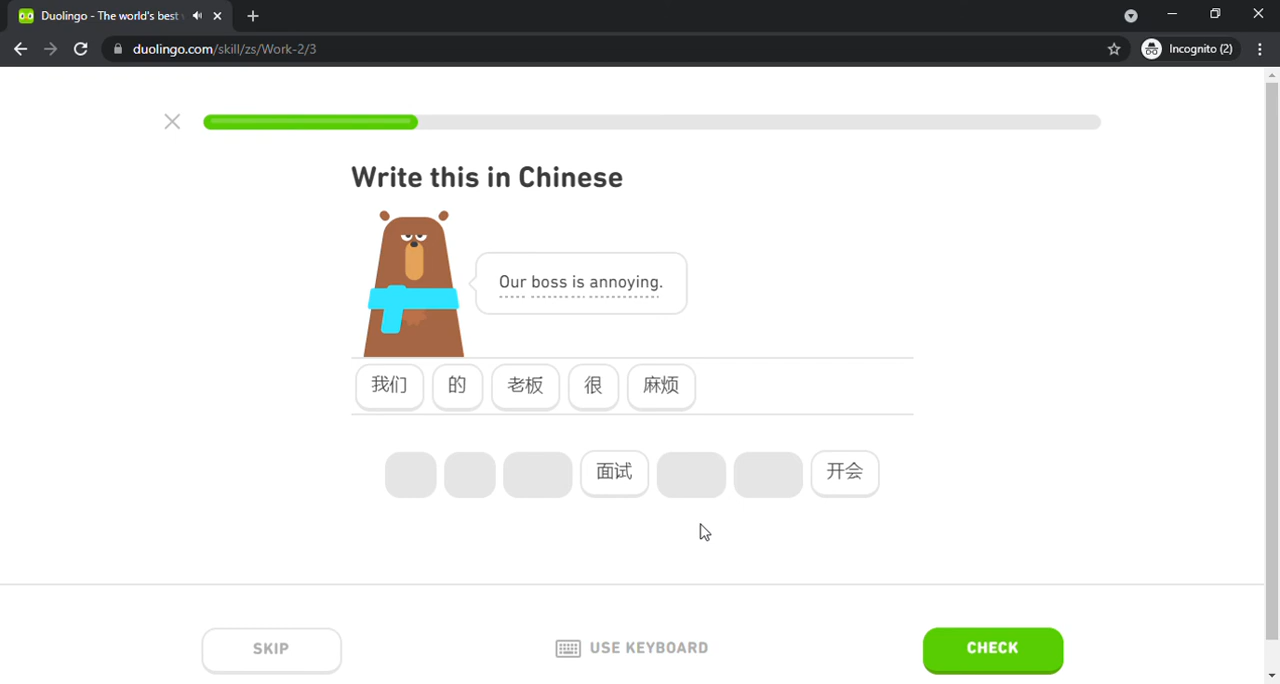 Duolingo - The world's best
duolingo.com/skill/zs/Work-2/3
Incognito (2)
Write this in Chinese
Our boss is annoying.
我们 的 老板 很 麻烦
面试 开会
SKIP
USE KEYBOARD
CHECK